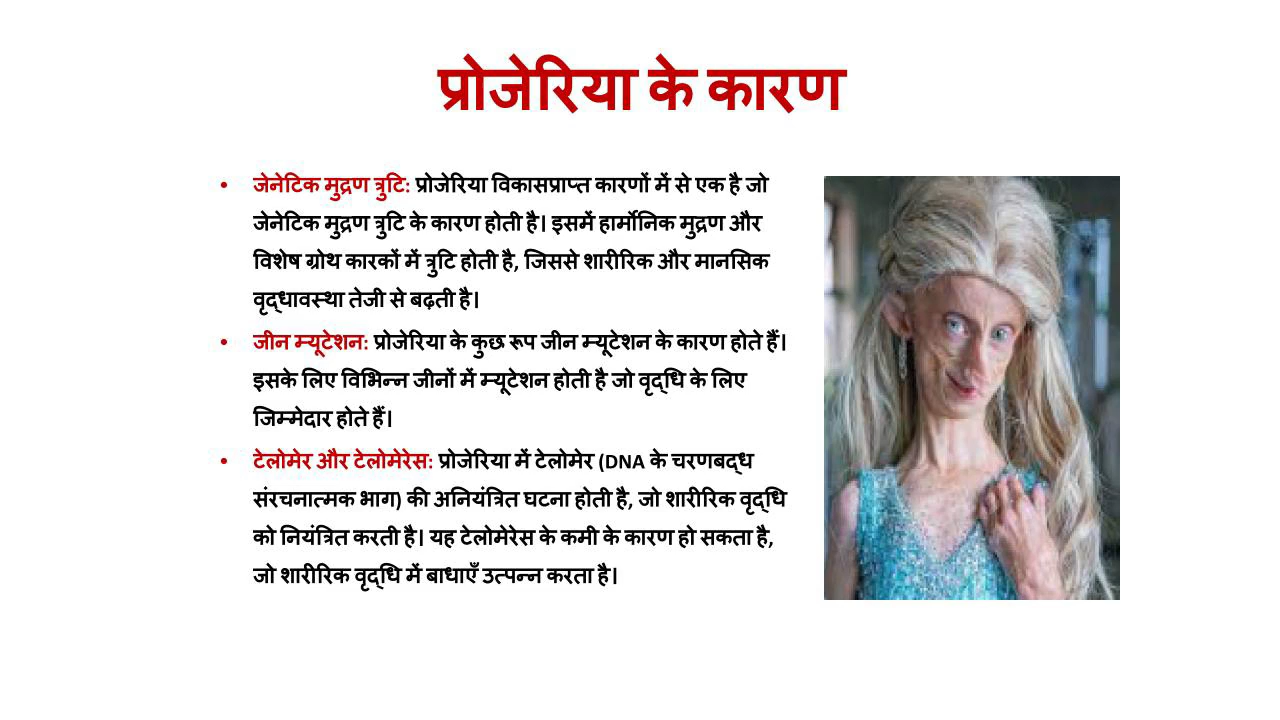 प्रोजेरिया के कारण
• जेनेटिक मुद्रण त्रुटि: प्रोजेरिया विकासप्राप्त कारणों में से एक है जो
जेनेटिक मुद्रण त्रुटि के कारण होती है। इसमें हार्मोनिक मुद्रण और
विशेष ग्रोथ कारकों में त्रुटि होती है, जिससे शारीरिक और मानसिक
वृद्धावस्था तेजी से बढ़ती है।
• जीन म्यूटेशन: प्रोजेरिया के कुछ रूप जीन म्यूटेशन के कारण होते हैं।
इसके लिए विभिन्न जीनों में म्यूटेशन होती है जो वृद्धि के लिए
जिम्मेदार होते हैं।
• टेलोमेर और टेलोमेरेस: प्रोजेरिया में टेलोमेर (DNA के चरणबद्ध
संरचनात्मक भाग) की अनियंत्रित घटना होती है, जो शारीरिक वृद्धि
को नियंत्रित करती है। यह टेलोमेरेस के कमी के कारण हो सकता है,
जो शारीरिक वृद्धि में बाधाएँ उत्पन्न करता है।